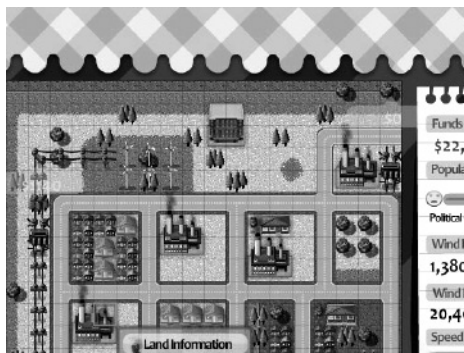 Funds
$22,
Popula
Political
Wind
1,380
Wind
20,4
Speed
Land Information